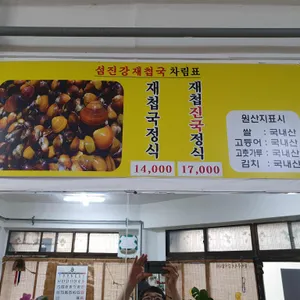 섬진강재첩국 차림표
재첩국정식
14,000
재첩진국정식
17,000
원산지표시
쌀 : 국내산
고등어 : 국내산
고춧가루 : 국내산
김치 : 국내산